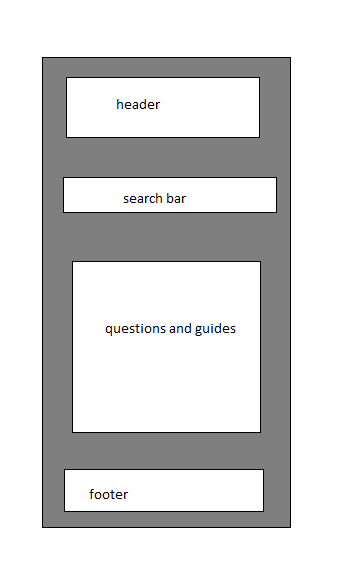 header
search bar
questions and guides
footer